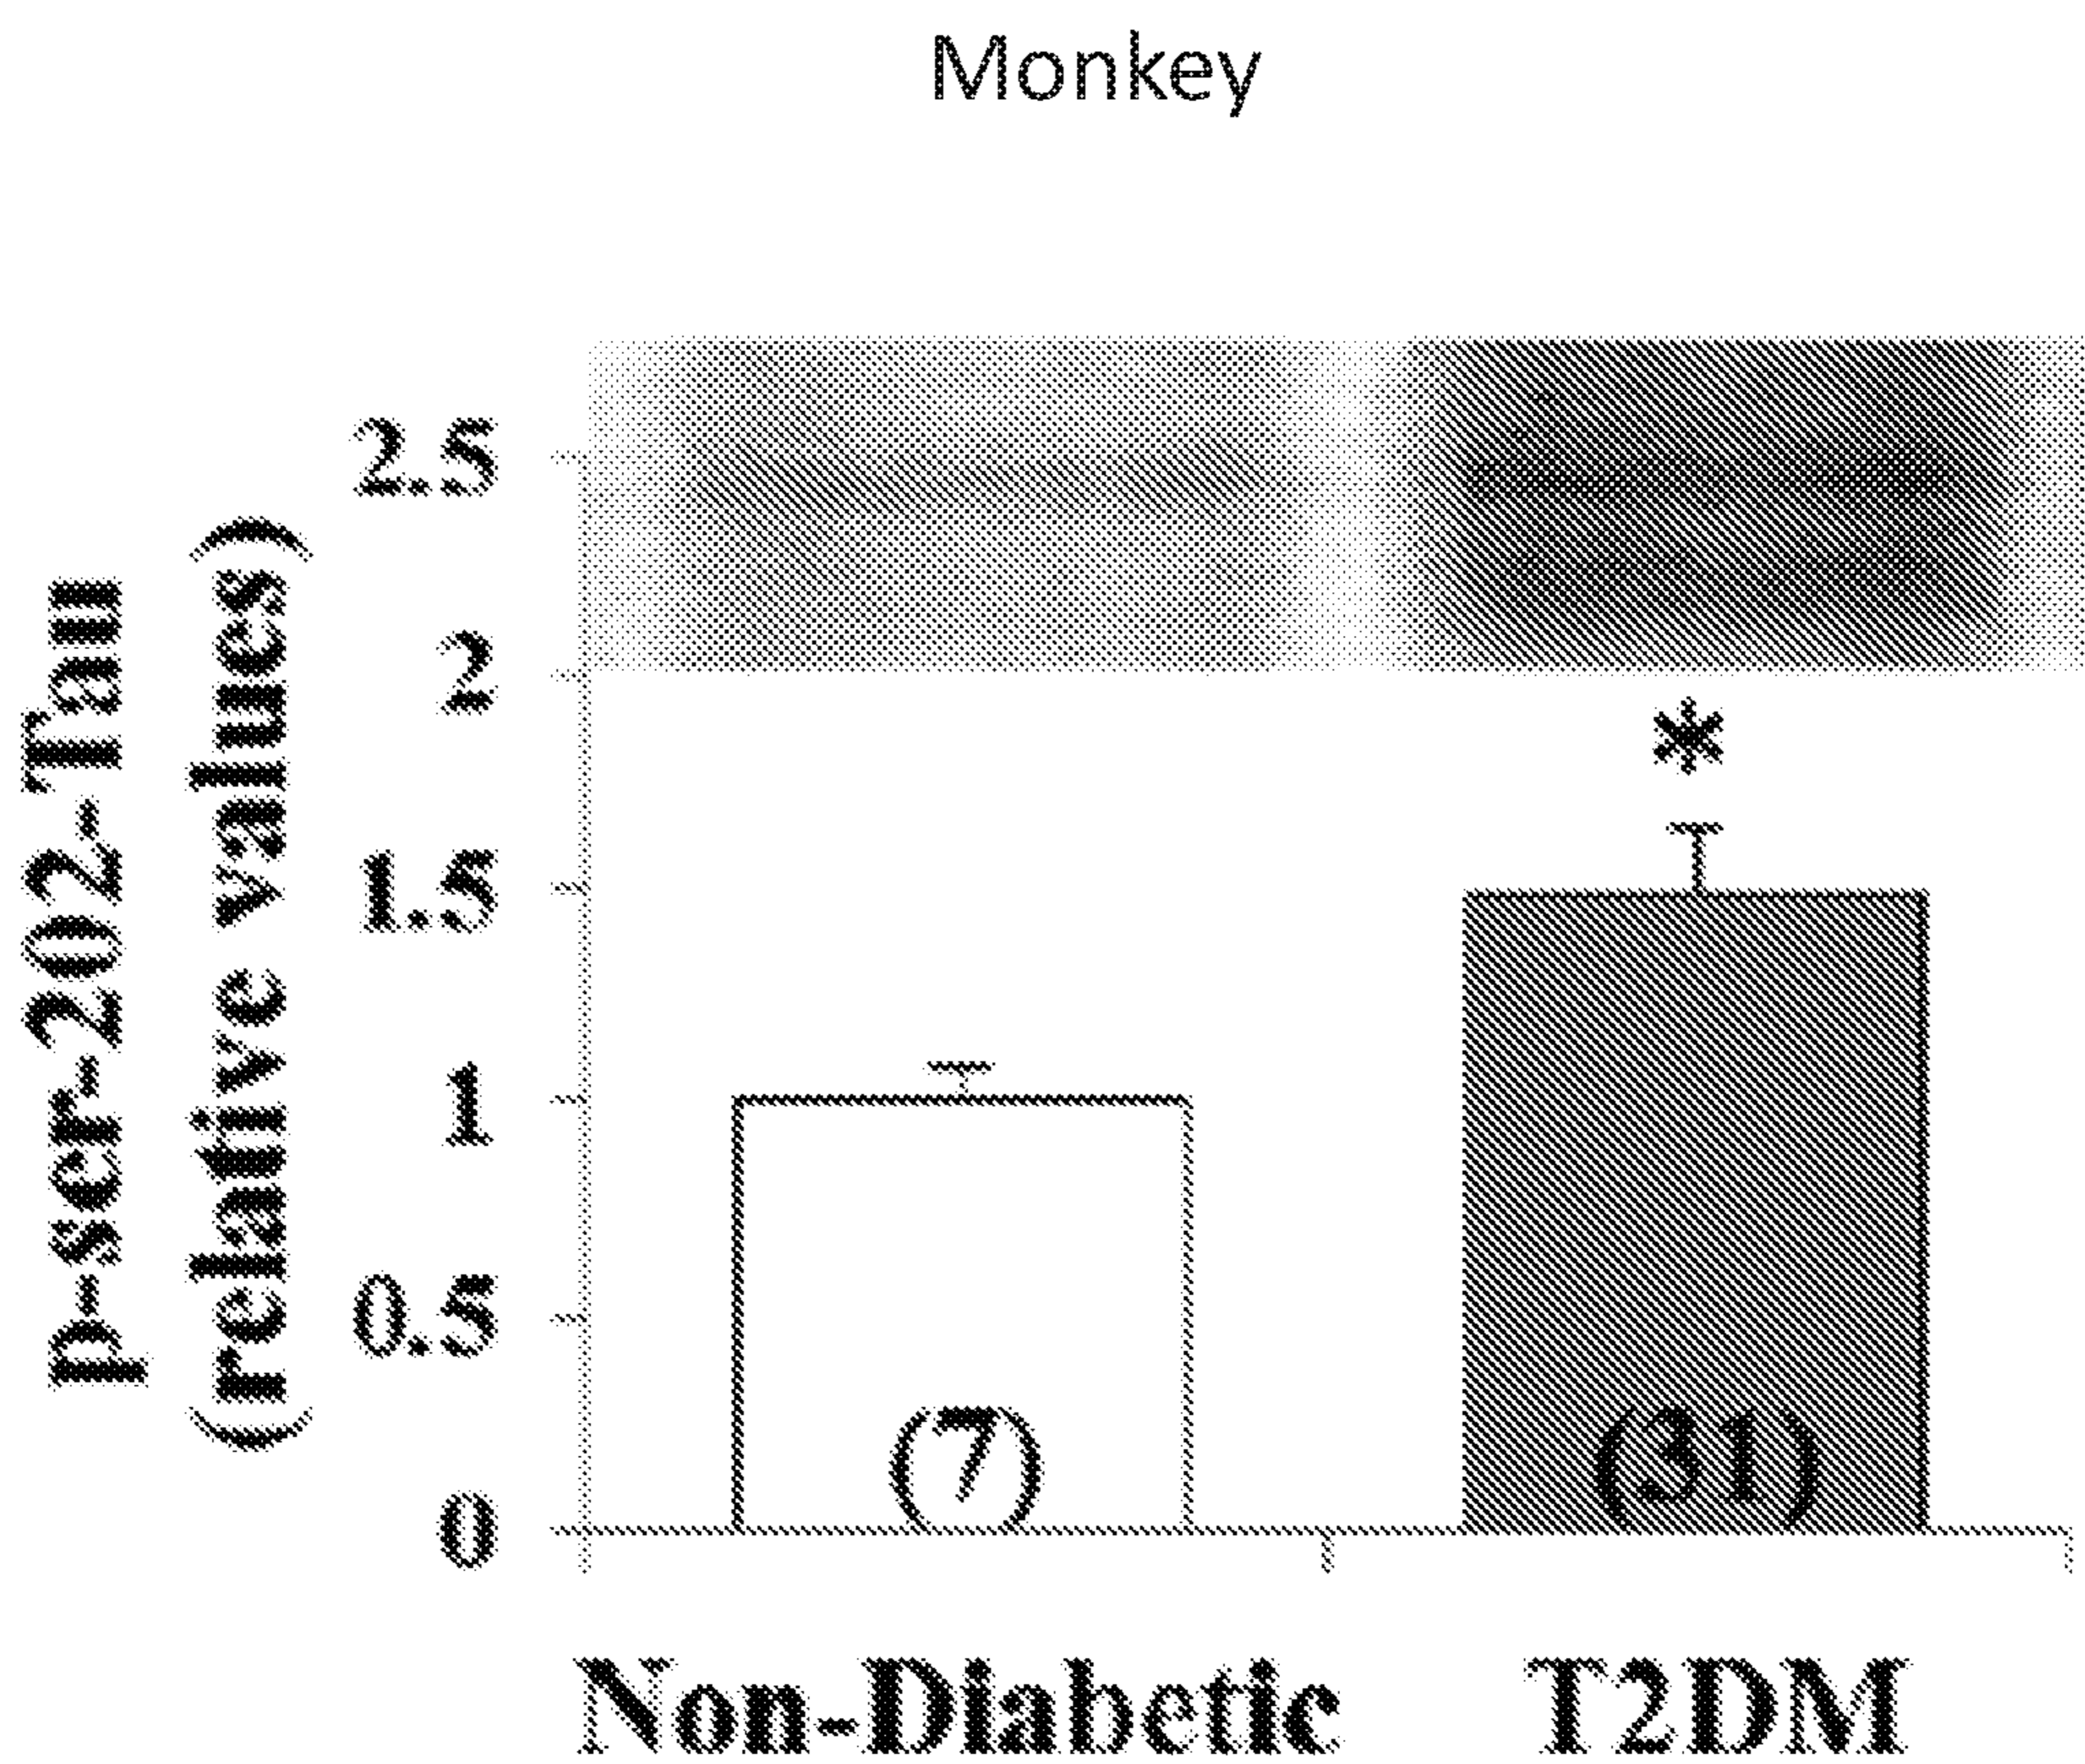 Monkey
p-ser-202-Tau
(relative values)
2.5
2
1.5
1
0.5
0
*
(7)
(31)
Non-Diabetic
T2DM